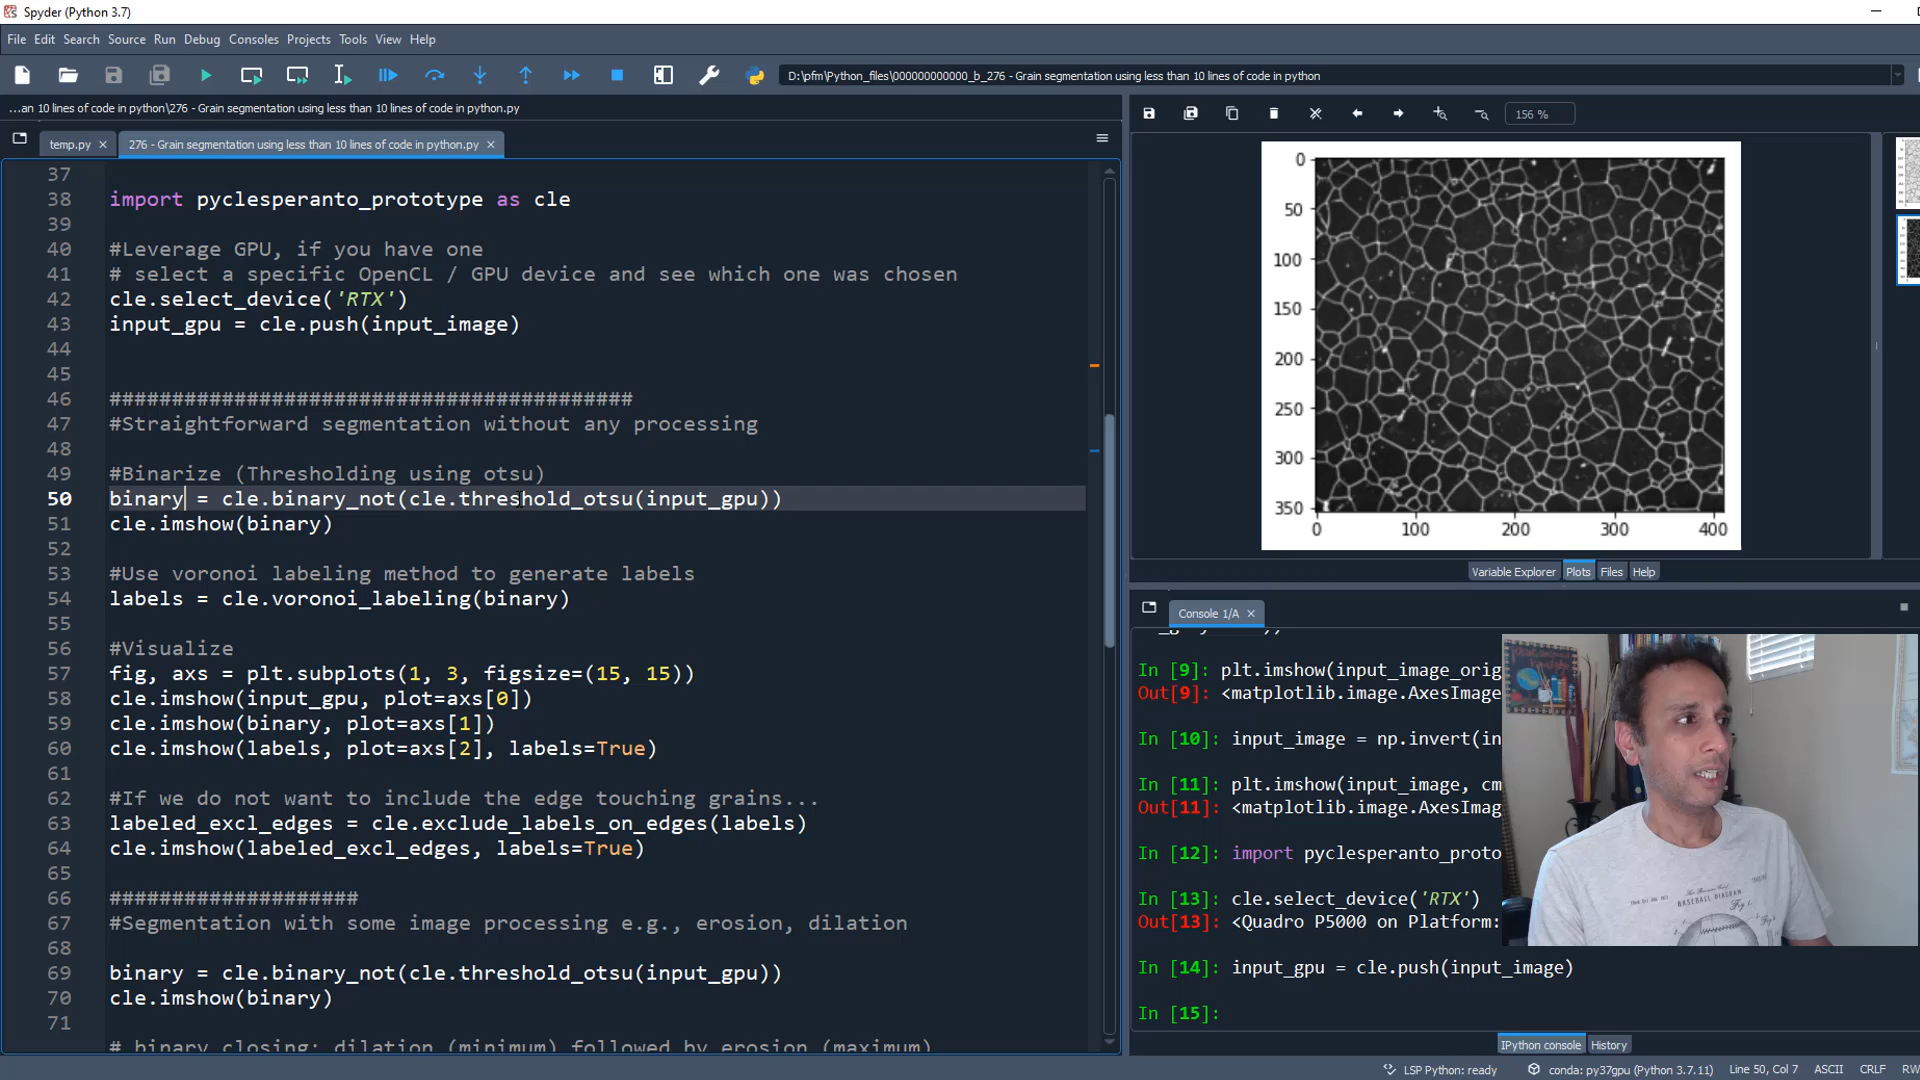 Spyder (Python 3.7)
File Edit Search Source Run Debug Consoles Projects Tools View Help
D:\pfm\Python_files\000000000000_b_276 - Grain segmentation using less than 10 lines of code in python
...an 10 lines of code in python\276 - Grain segmentation using less than 10 lines of code in python.py
temp.py
276 - Grain segmentation using less than 10 lines of code in python.py
37
38 import pyclesperanto_prototype as cle
39
40 #Leverage GPU, if you have one
41 # select a specific OpenCL / GPU device and see which one was chosen
42 cle.select_device('RTX')
43 input_gpu = cle.push(input_image)
44
45
46 ##########################################
47 #Straightforward segmentation without any processing
48
49 #Binarize (Thresholding using otsu)
50 binary = cle.binary_not(cle.threshold_otsu(input_gpu))
51 cle.imshow(binary)
52
53 #Use voronoi labeling method to generate labels
54 labels = cle.voronoi_labeling(binary)
55
56 #Visualize
57 fig, axs = plt.subplots(1, 3, figsize=(15, 15))
58 cle.imshow(input_gpu, plot=axs[0])
59 cle.imshow(binary, plot=axs[1])
60 cle.imshow(labels, plot=axs[2], labels=True)
61
62 #If we do not want to include the edge touching grains...
63 labeled_excl_edges = cle.exclude_labels_on_edges(labels)
64 cle.imshow(labeled_excl_edges, labels=True)
65
66 ####################
67 #Segmentation with some image processing e.g., erosion, dilation
68
69 binary = cle.binary_not(cle.threshold_otsu(input_gpu))
70 cle.imshow(binary)
71
# binary closing: dilation (minimum) followed by erosion (maximum)
156 %
0
50
100
150
200
250
300
350
0 100 200 300 400
Variable Explorer Plots Files Help
Console 1/A
In [9]: plt.imshow(input_image_orig
Out[9]: <matplotlib.image.AxesImage
In [10]: input_image = np.invert(in
In [11]: plt.imshow(input_image, cm
Out[11]: <matplotlib.image.AxesImag
In [12]: import pyclesperanto_proto
In [13]: cle.select_device('RTX')
Out[13]: <Quadro P5000 on Platform:
In [14]: input_gpu = cle.push(input_image)
In [15]:
BASEBALL DIAGRAM
IPython console History
LSP Python: ready conda: py37gpu (Python 3.7.11) Line 50, Col 7 ASCII CRLF RW